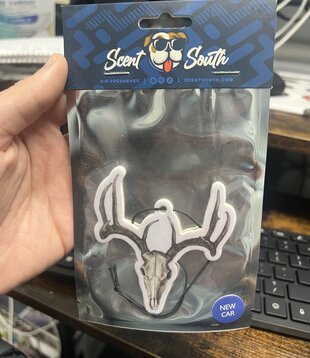 Scent South
AIR FRESHENER | SCENTSOUTH.COM
NEW
CAR